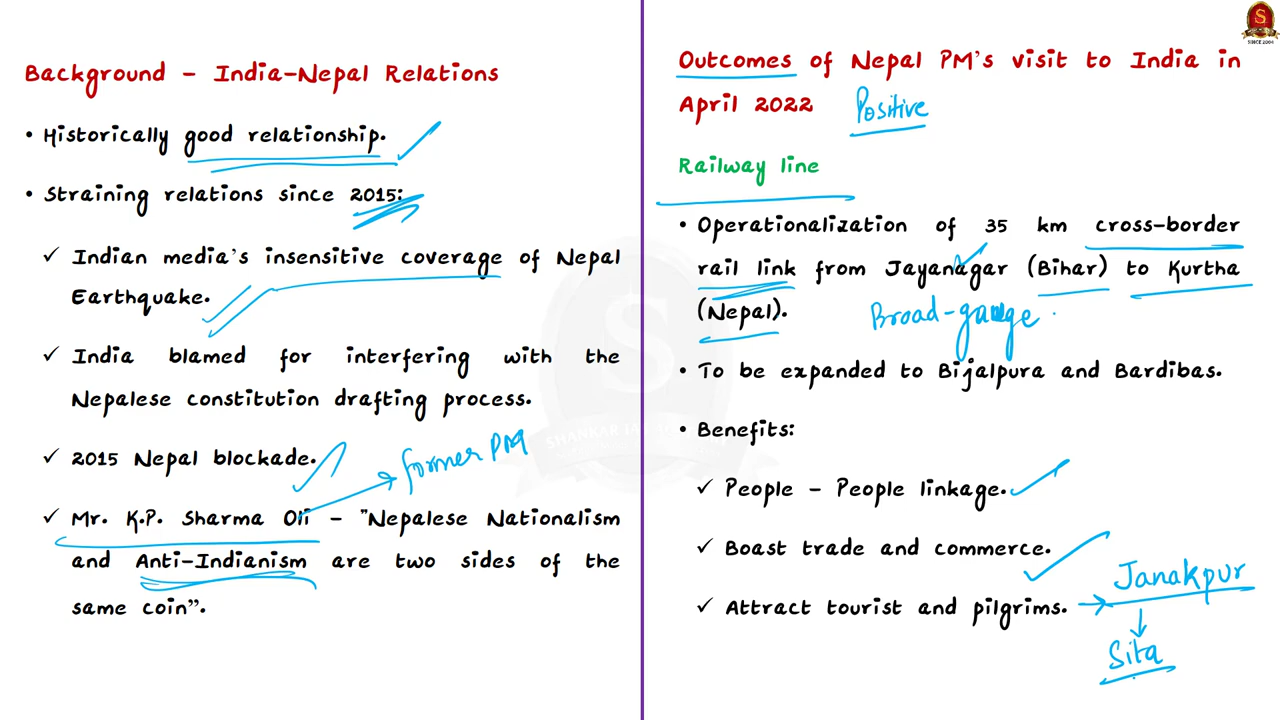 Background - India-Nepal Relations
• Historically good relationship.
• Straining relations since 2015:
✓ Indian media's insensitive coverage of Nepal
Earthquake.
✓ India blamed for interfering with the
Nepalese constitution drafting process.
✓ 2015 Nepal blockade.
former PM
✓ Mr. K.P. Sharma Oli - "Nepalese Nationalism
and Anti-Indianism are two sides of the
same coin".
S
SINCE 2004
Outcomes of Nepal PM's visit to India in
April 2022 Positive
Railway line
• Operationalization of 35 km cross-border
rail link from Jayanagar (Bihar) to Kurtha
(Nepal). Broad-gauge
• To be expanded to Bijalpura and Bardibas.
• Benefits:
✓ People - People linkage.
✓ Boast trade and commerce.
✓ Attract tourist and pilgrims. → Janakpur
↓
Sita